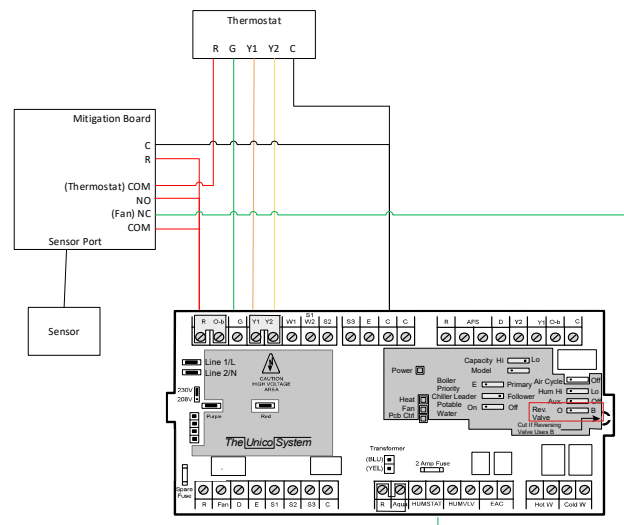 Thermostat
R G Y1 Y2 C
Mitigation Board
C
R
(Thermostat) COM
NO
(Fan) NC
COM
Sensor Port
Sensor
R O-b G Y1 Y2 W1 S1 W2 S2 S3 E C C R AFS D Y2 Y1 O-b C
Line 1/L
Line 2/N
CAUTION
HIGH VOLTAGE
AREA
230V
208V
Purple
Red
The Unico System
Power
Capacity Hi Lo
Model
Boiler
Priority E Primary
Chiller Leader Follower
Potable
Water On Off
Air Cycle Off
Hum Hi Lo
Aux. Off
Rev.
Valve O B
Cut If Reversing
Valve Uses B
Heat
Fan
Pcb Ctrl
Transformer
(BLU)
(YEL)
2 Amp Fuse
Spare
Fuse
R Fan D E S1 S2 S3 C
R Aqua HUMSTAT HUMVLV EAC Hot W Cold W